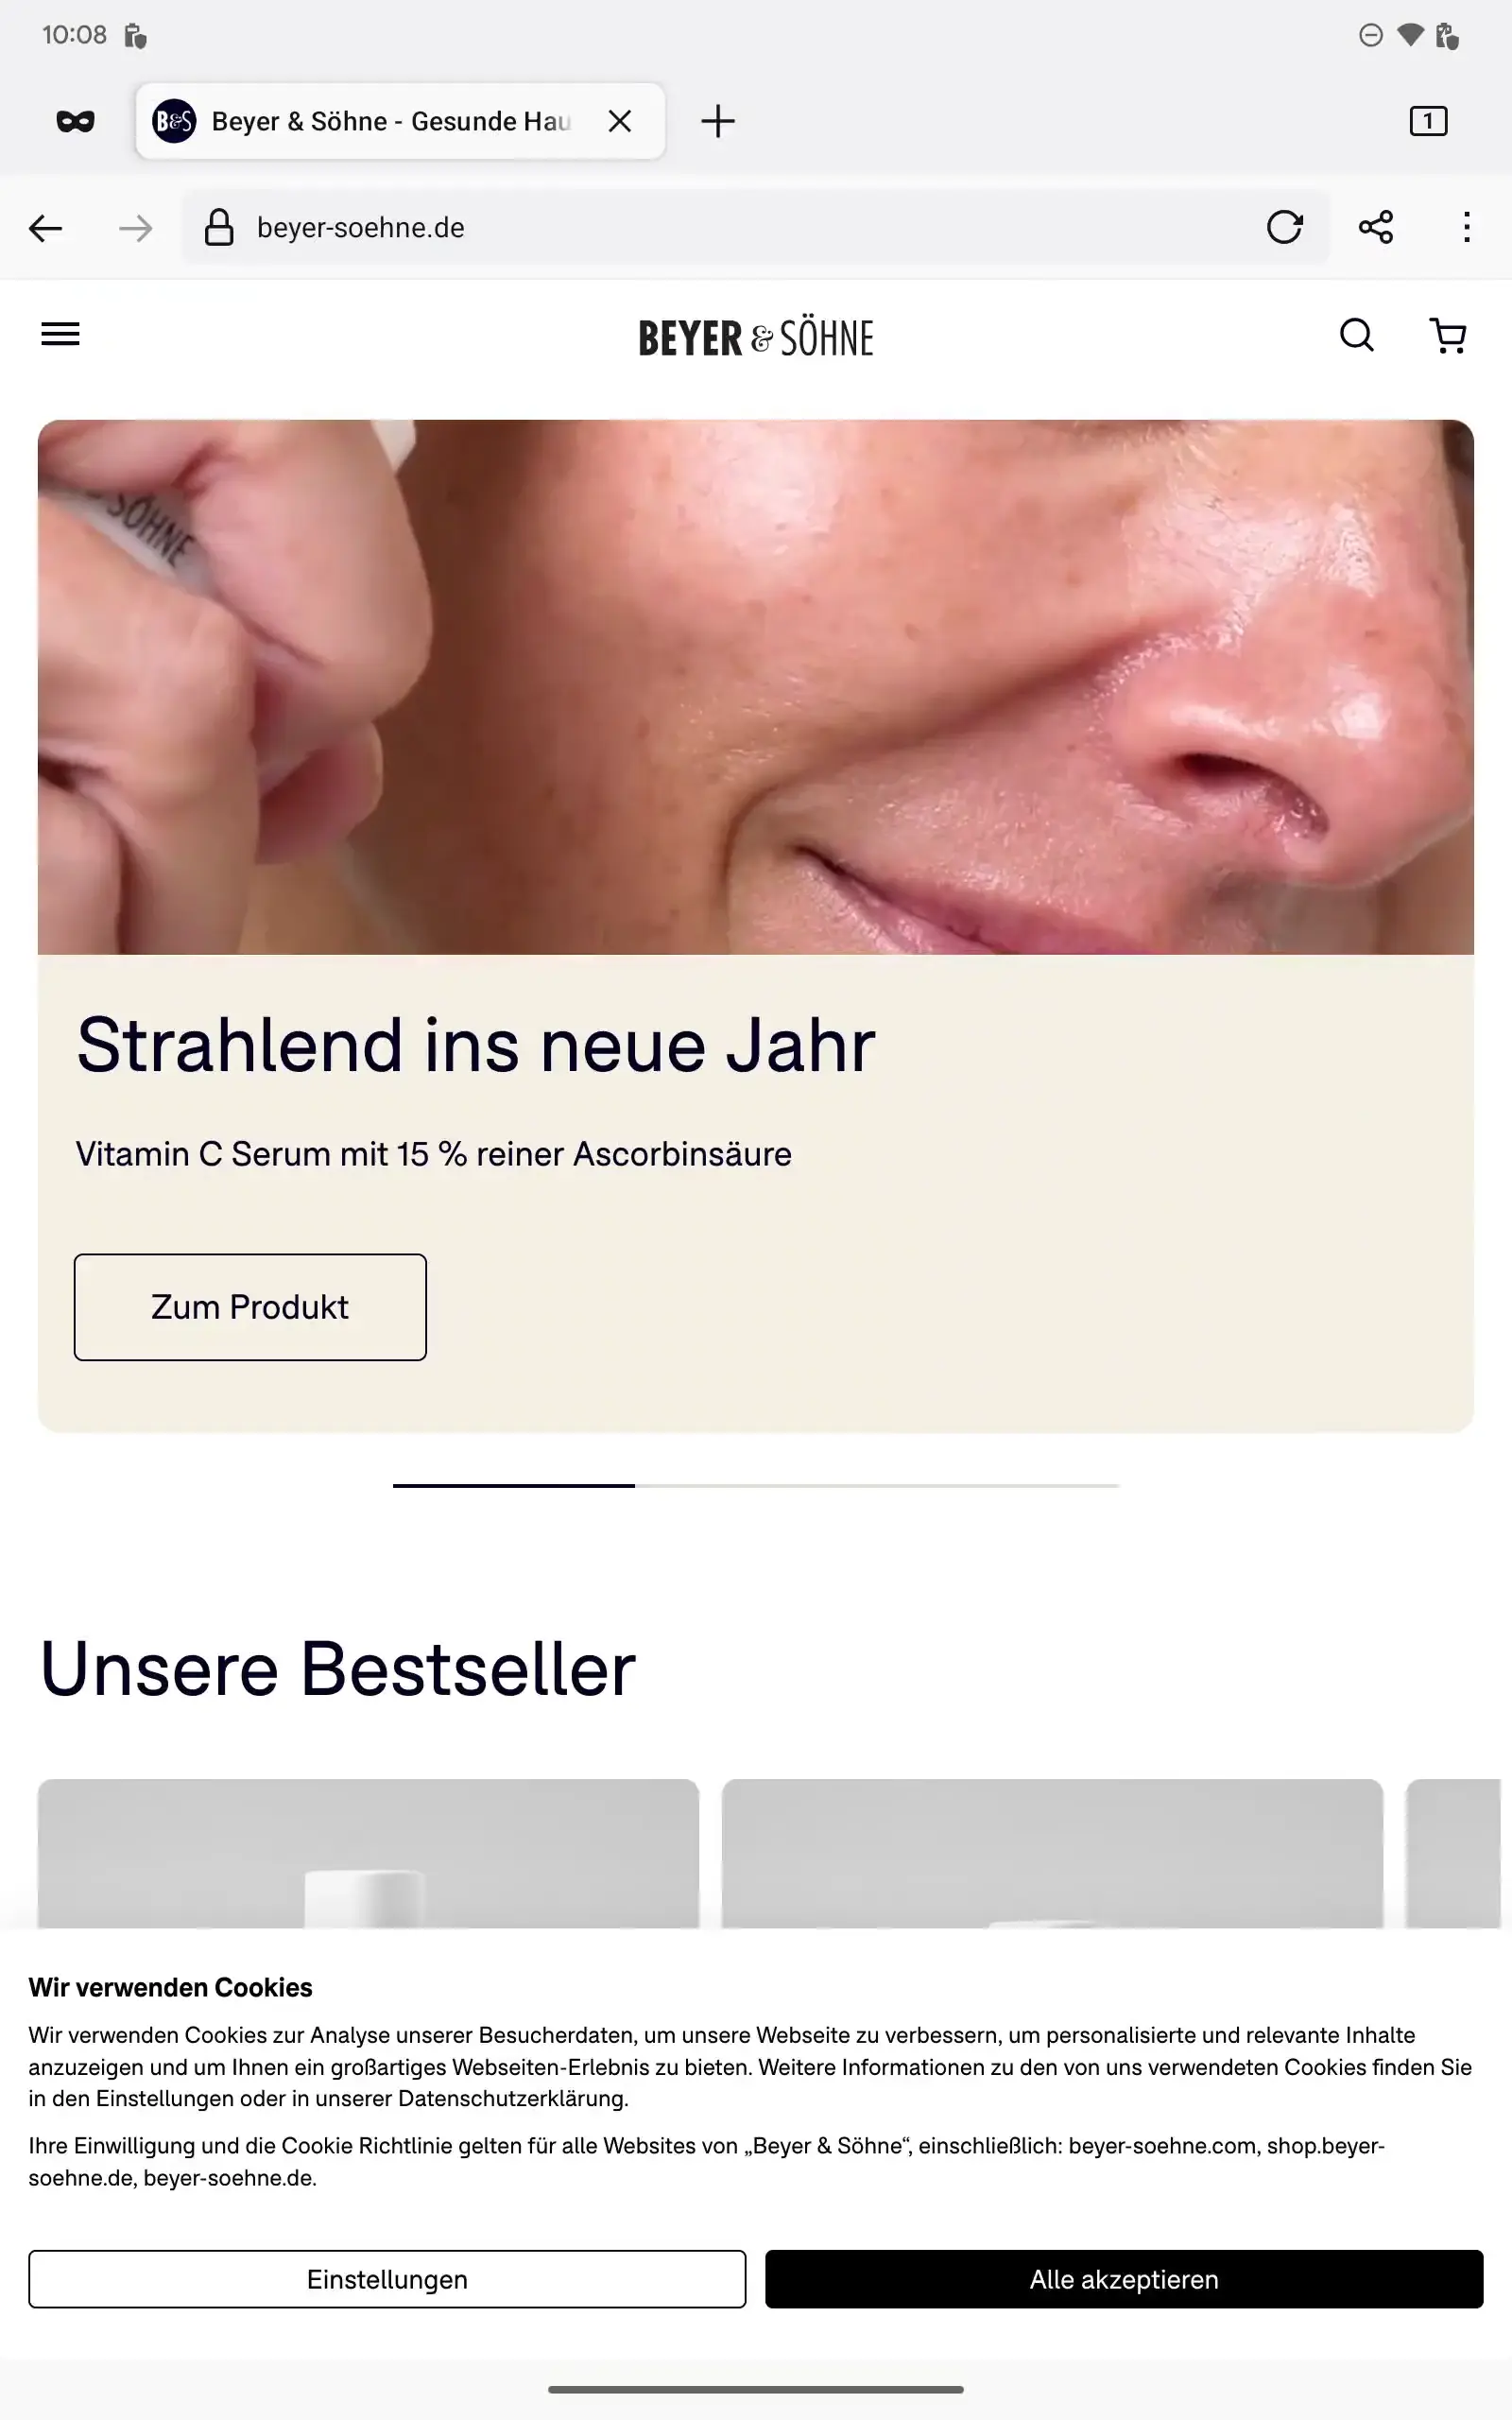 10:08
B&S Beyer & Söhne - Gesunde Hau
1
beyer-soehne.de
BEYER & SÖHNE
SÖHNE
Strahlend ins neue Jahr
Vitamin C Serum mit 15 % reiner Ascorbinsäure
Zum Produkt
Unsere Bestseller
Wir verwenden Cookies
Wir verwenden Cookies zur Analyse unserer Besucherdaten, um unsere Webseite zu verbessern, um personalisierte und relevante Inhalte
anzuzeigen und um Ihnen ein großartiges Webseiten-Erlebnis zu bieten. Weitere Informationen zu den von uns verwendeten Cookies finden Sie
in den Einstellungen oder in unserer Datenschutzerklärung.
Ihre Einwilligung und die Cookie Richtlinie gelten für alle Websites von „Beyer & Söhne“, einschließlich: beyer-soehne.com, shop.beyer-
soehne.de, beyer-soehne.de.
Einstellungen
Alle akzeptieren